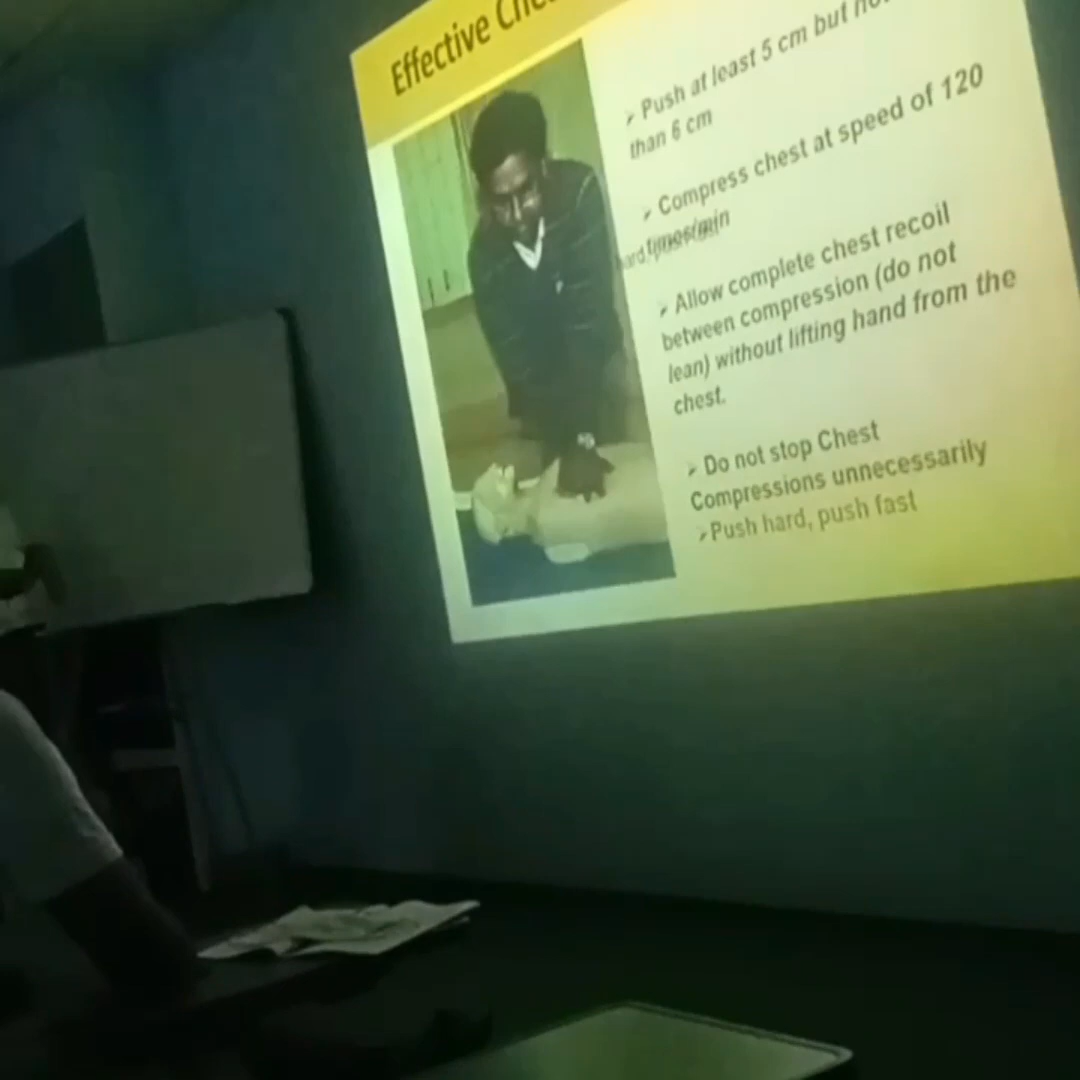 Effective
➢ Push at least 5 cm but
than 6 cm
➢ Compress chest at speed of 120
times/min
➢ Allow complete chest recoil
between compression (do not
lean) without lifting hand from the
chest.
➢ Do not stop Chest
Compressions unnecessarily
➢Push hard, push fast